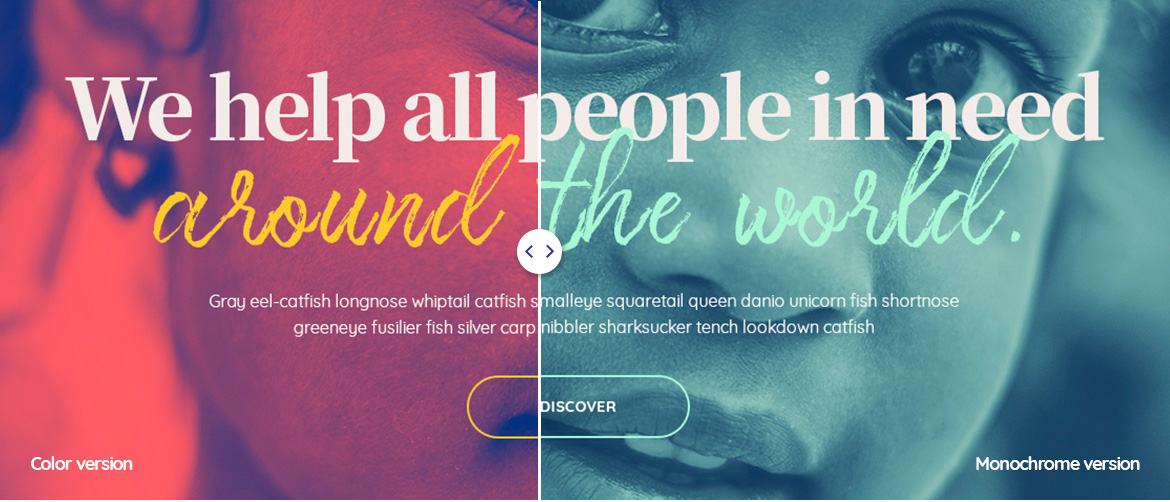 We help all people in need
around the world.
Gray eel-catfish longnose whiptail catfish smalleye squaretail queen danio unicorn fish shortnose
greeneye fusilier fish silver carp nibbler sharksucker tench lookdown catfish
DISCOVER
Color version
Monochrome version